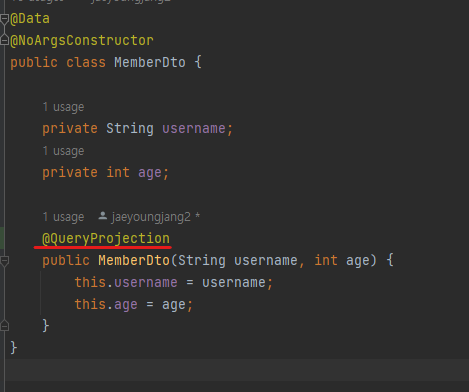 jaeyoungjang2
@Data
@NoArgsConstructor
public class MemberDto {
1 usage
private String username;
1 usage
private int age;
1 usage jaeyoungjang2 *
@QueryProjection
public MemberDto(String username, int age) {
this.username = username;
this.age = age;
}
}